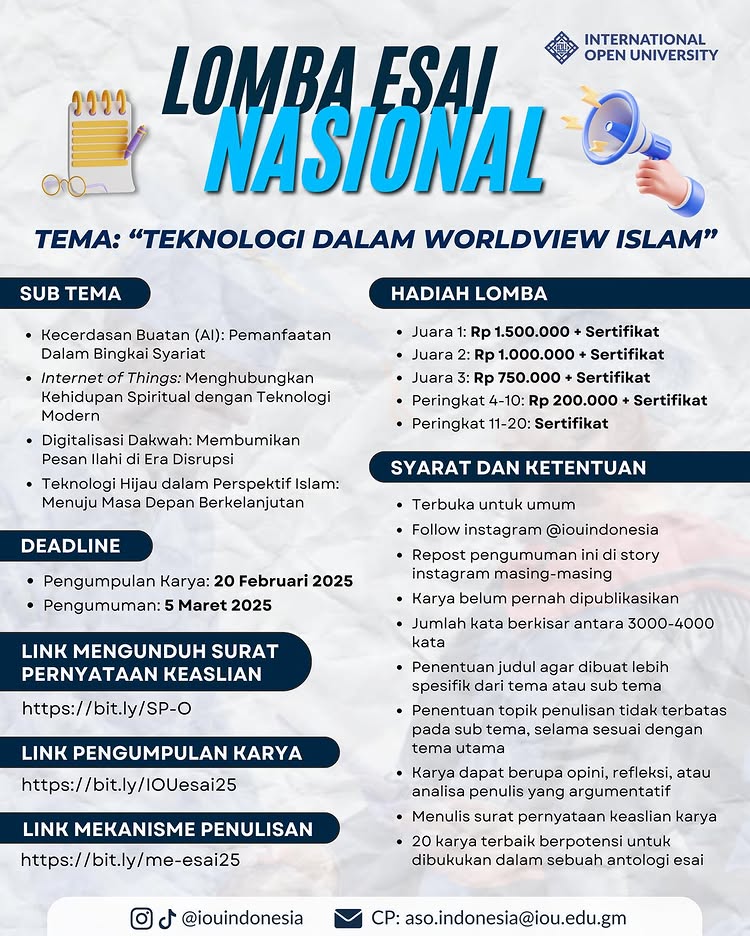 INTERNATIONAL
OPEN UNIVERSITY
LOMBA ESAI
NASIONAL
TEMA: “TEKNOLOGI DALAM WORLDVIEW ISLAM”
SUB TEMA
• Kecerdasan Buatan (AI): Pemanfaatan
Dalam Bingkai Syariat
• Internet of Things: Menghubungkan
Kehidupan Spiritual dengan Teknologi
Modern
• Digitalisasi Dakwah: Membumikan
Pesan Ilahi di Era Disrupsi
• Teknologi Hijau dalam Perspektif Islam:
Menuju Masa Depan Berkelanjutan
DEADLINE
• Pengumpulan Karya: 20 Februari 2025
• Pengumuman: 5 Maret 2025
LINK MENGUNDUH SURAT
PERNYATAAN KEASLIAN
https://bit.ly/SP-O
LINK PENGUMPULAN KARYA
https://bit.ly/IOUesai25
LINK MEKANISME PENULISAN
https://bit.ly/me-esai25
HADIAH LOMBA
• Juara 1: Rp 1.500.000 + Sertifikat
• Juara 2: Rp 1.000.000 + Sertifikat
• Juara 3: Rp 750.000 + Sertifikat
• Peringkat 4-10: Rp 200.000 + Sertifikat
• Peringkat 11-20: Sertifikat
SYARAT DAN KETENTUAN
• Terbuka untuk umum
• Follow instagram @iouindonesia
• Repost pengumuman ini di story
instagram masing-masing
• Karya belum pernah dipublikasikan
• Jumlah kata berkisar antara 3000-4000
kata
• Penentuan judul agar dibuat lebih
spesifik dari tema atau sub tema
• Penentuan topik penulisan tidak terbatas
pada sub tema, selama sesuai dengan
tema utama
• Karya dapat berupa opini, refleksi, atau
analisa penulis yang argumentatif
• Menulis surat pernyataan keaslian karya
• 20 karya terbaik berpotensi untuk
dibukukan dalam sebuah antologi esai
@iouindonesia
CP: aso.indonesia@iou.edu.gm